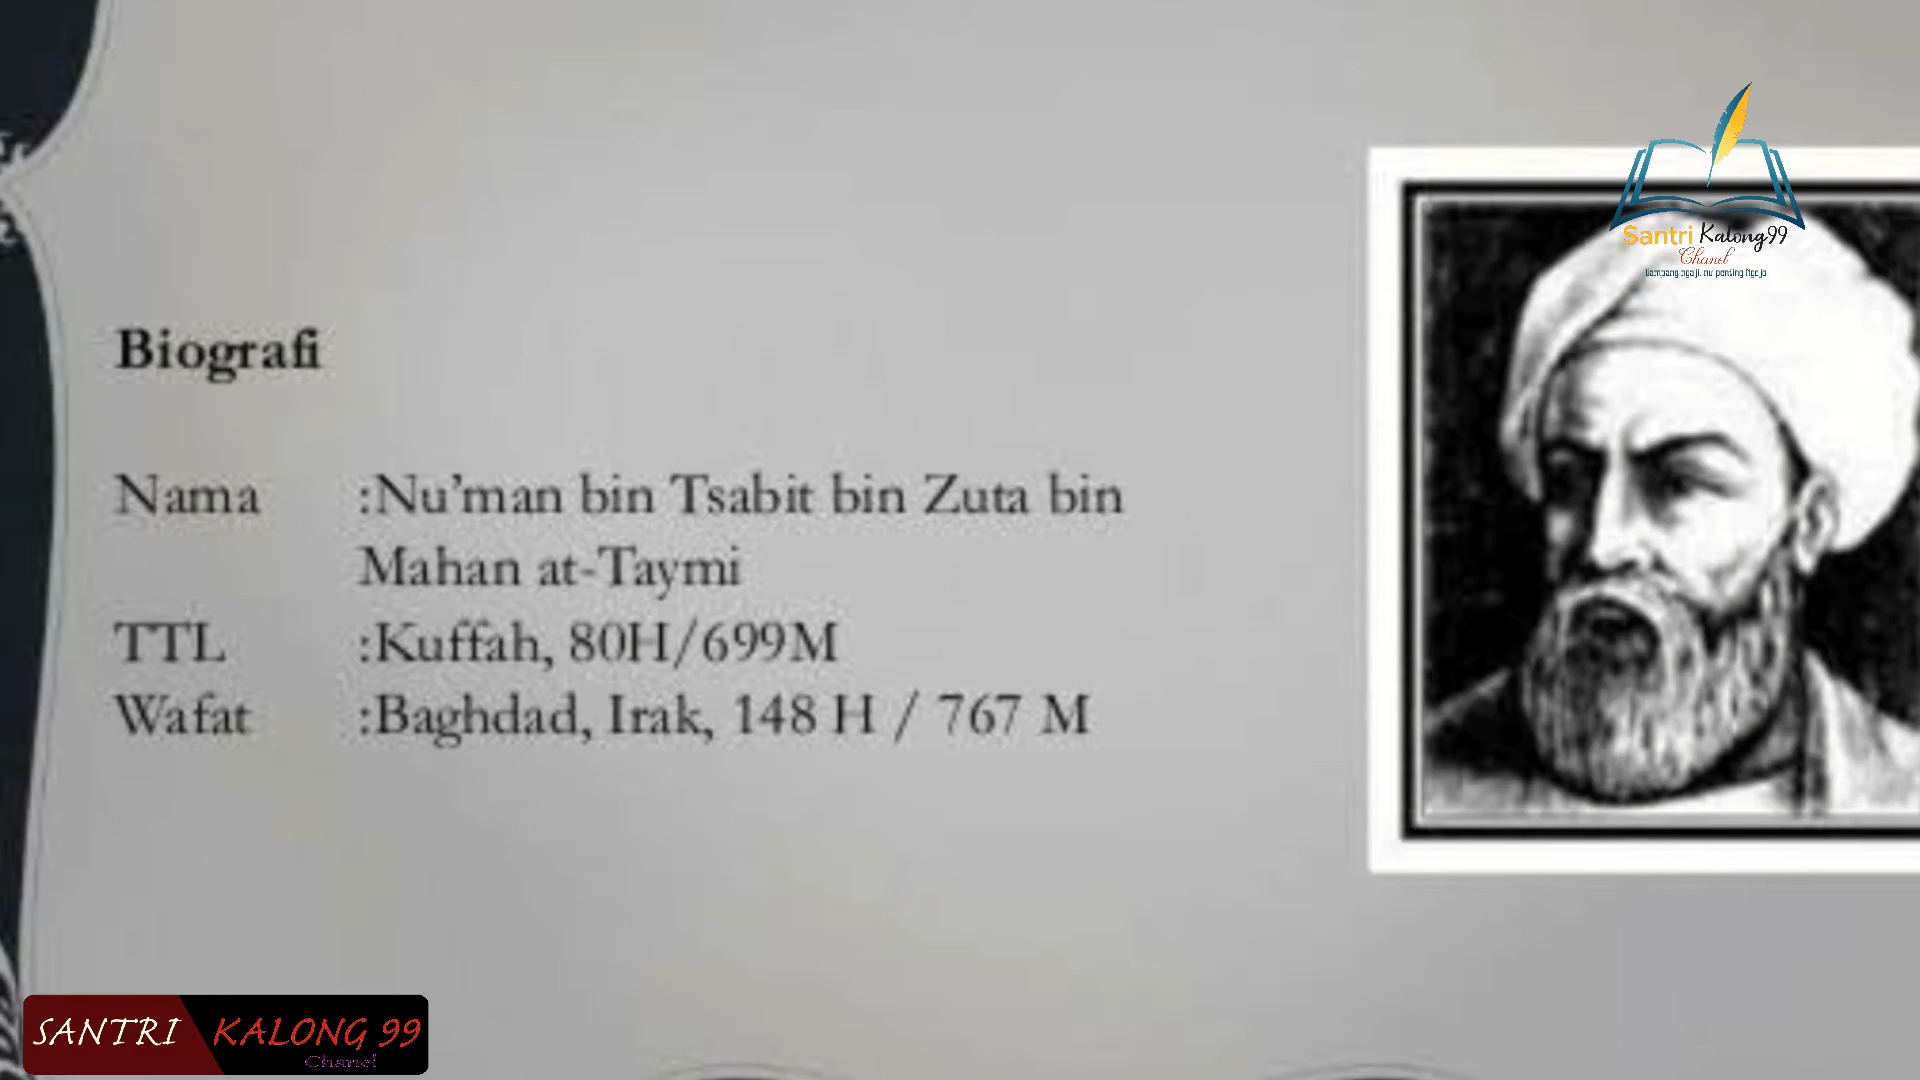 Santri Kalong99
Chanel
Biografi
Nama :Nu'man bin Tsabit bin Zuta bin
Mahan at-Taymi
TTL :Kuffah, 80H/699M
Wafat :Baghdad, Irak, 148 H / 767 M
SANTRI KALONG 99
Chanel